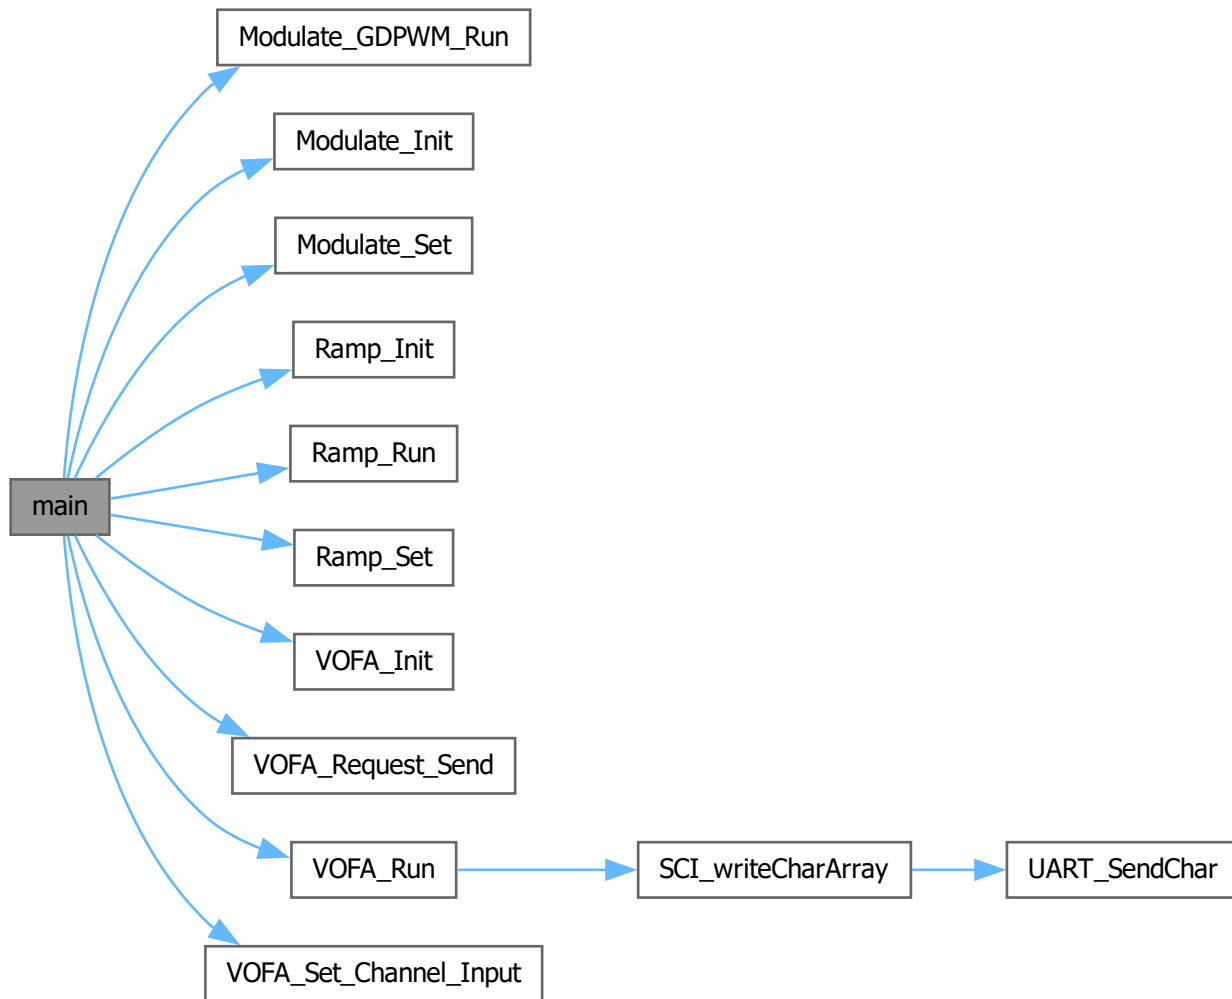 Modulate_GDPWM_Run
Modulate_Init
Modulate_Set
Ramp_Init
Ramp_Run
main
Ramp_Set
VOFA_Init
VOFA_Request_Send
VOFA_Run
SCI_writeCharArray
UART_SendChar
VOFA_Set_Channel_Input